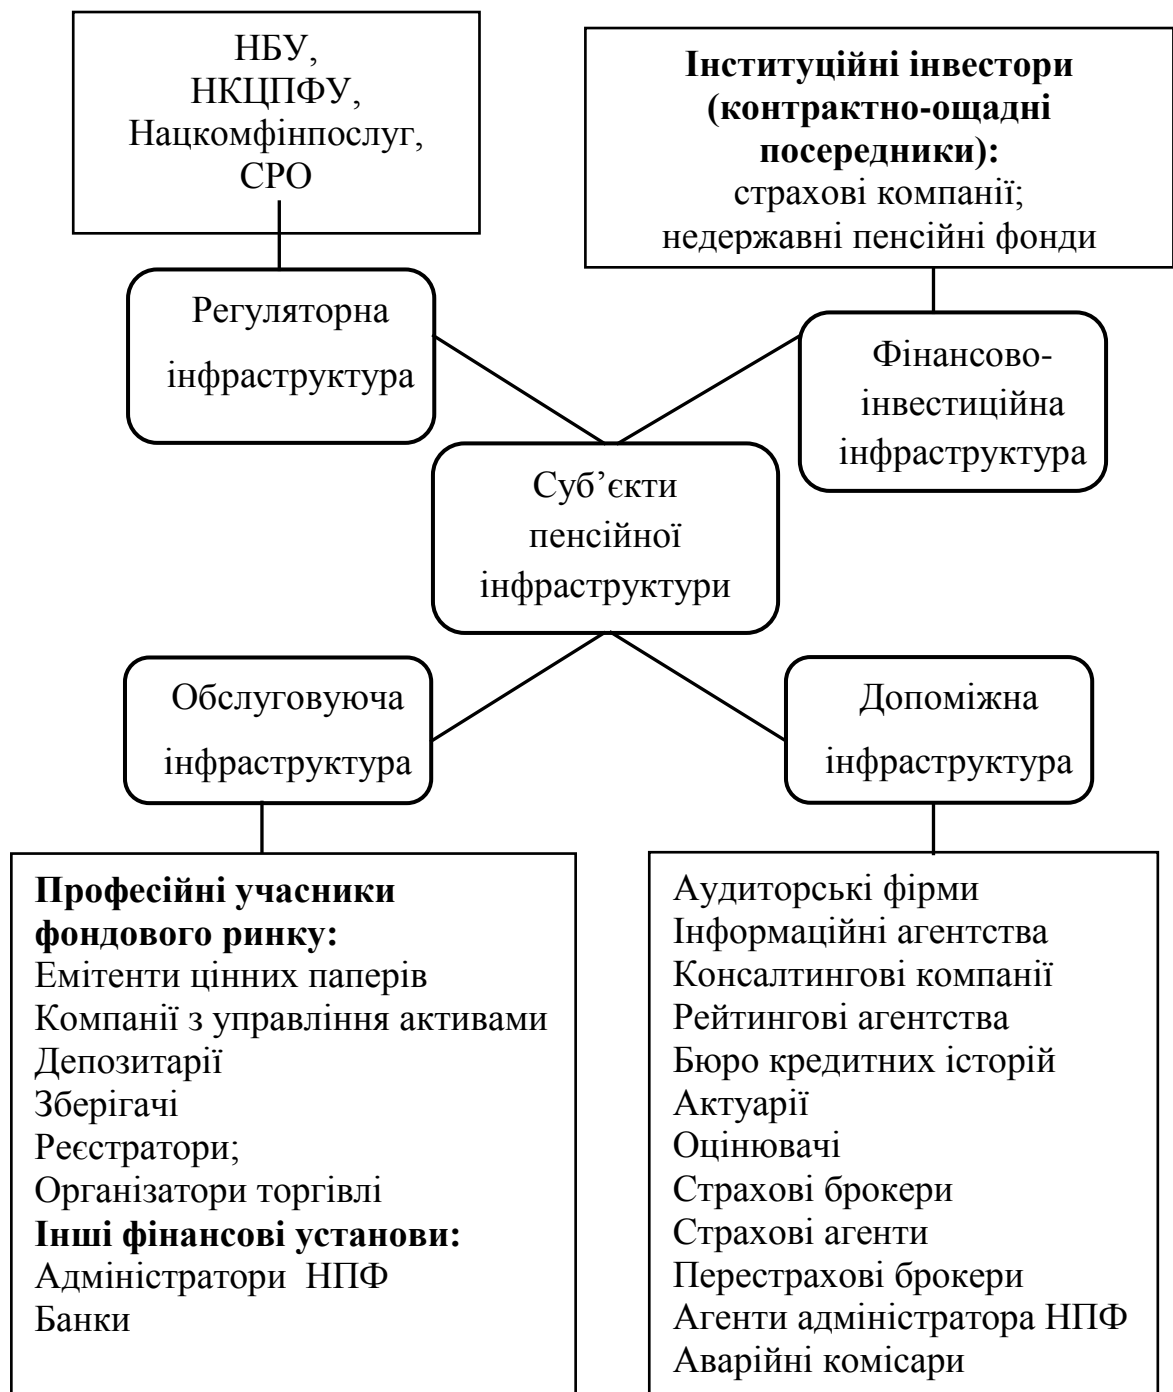 НБУ,
НКЦПФУ,
Нацкомфінпослуг,
СРО
Інституційні інвестори
(контрактно-ощадні
посередники):
страхові компанії;
недержавні пенсійні фонди
Регуляторна
інфраструктура
Фінансово-
інвестиційна
інфраструктура
Суб’єкти
пенсійної
інфраструктури
Обслуговуюча
інфраструктура
Допоміжна
інфраструктура
Професійні учасники
фондового ринку:
Емітенти цінних паперів
Компанії з управління активами
Депозитарії
Зберігачі
Реєстратори;
Організатори торгівлі
Інші фінансові установи:
Адміністратори НПФ
Банки
Аудиторські фірми
Інформаційні агентства
Консалтингові компанії
Рейтингові агентства
Бюро кредитних історій
Актуарії
Оцінювачі
Страхові брокери
Страхові агенти
Перестрахові брокери
Агенти адміністратора НПФ
Аварійні комісари